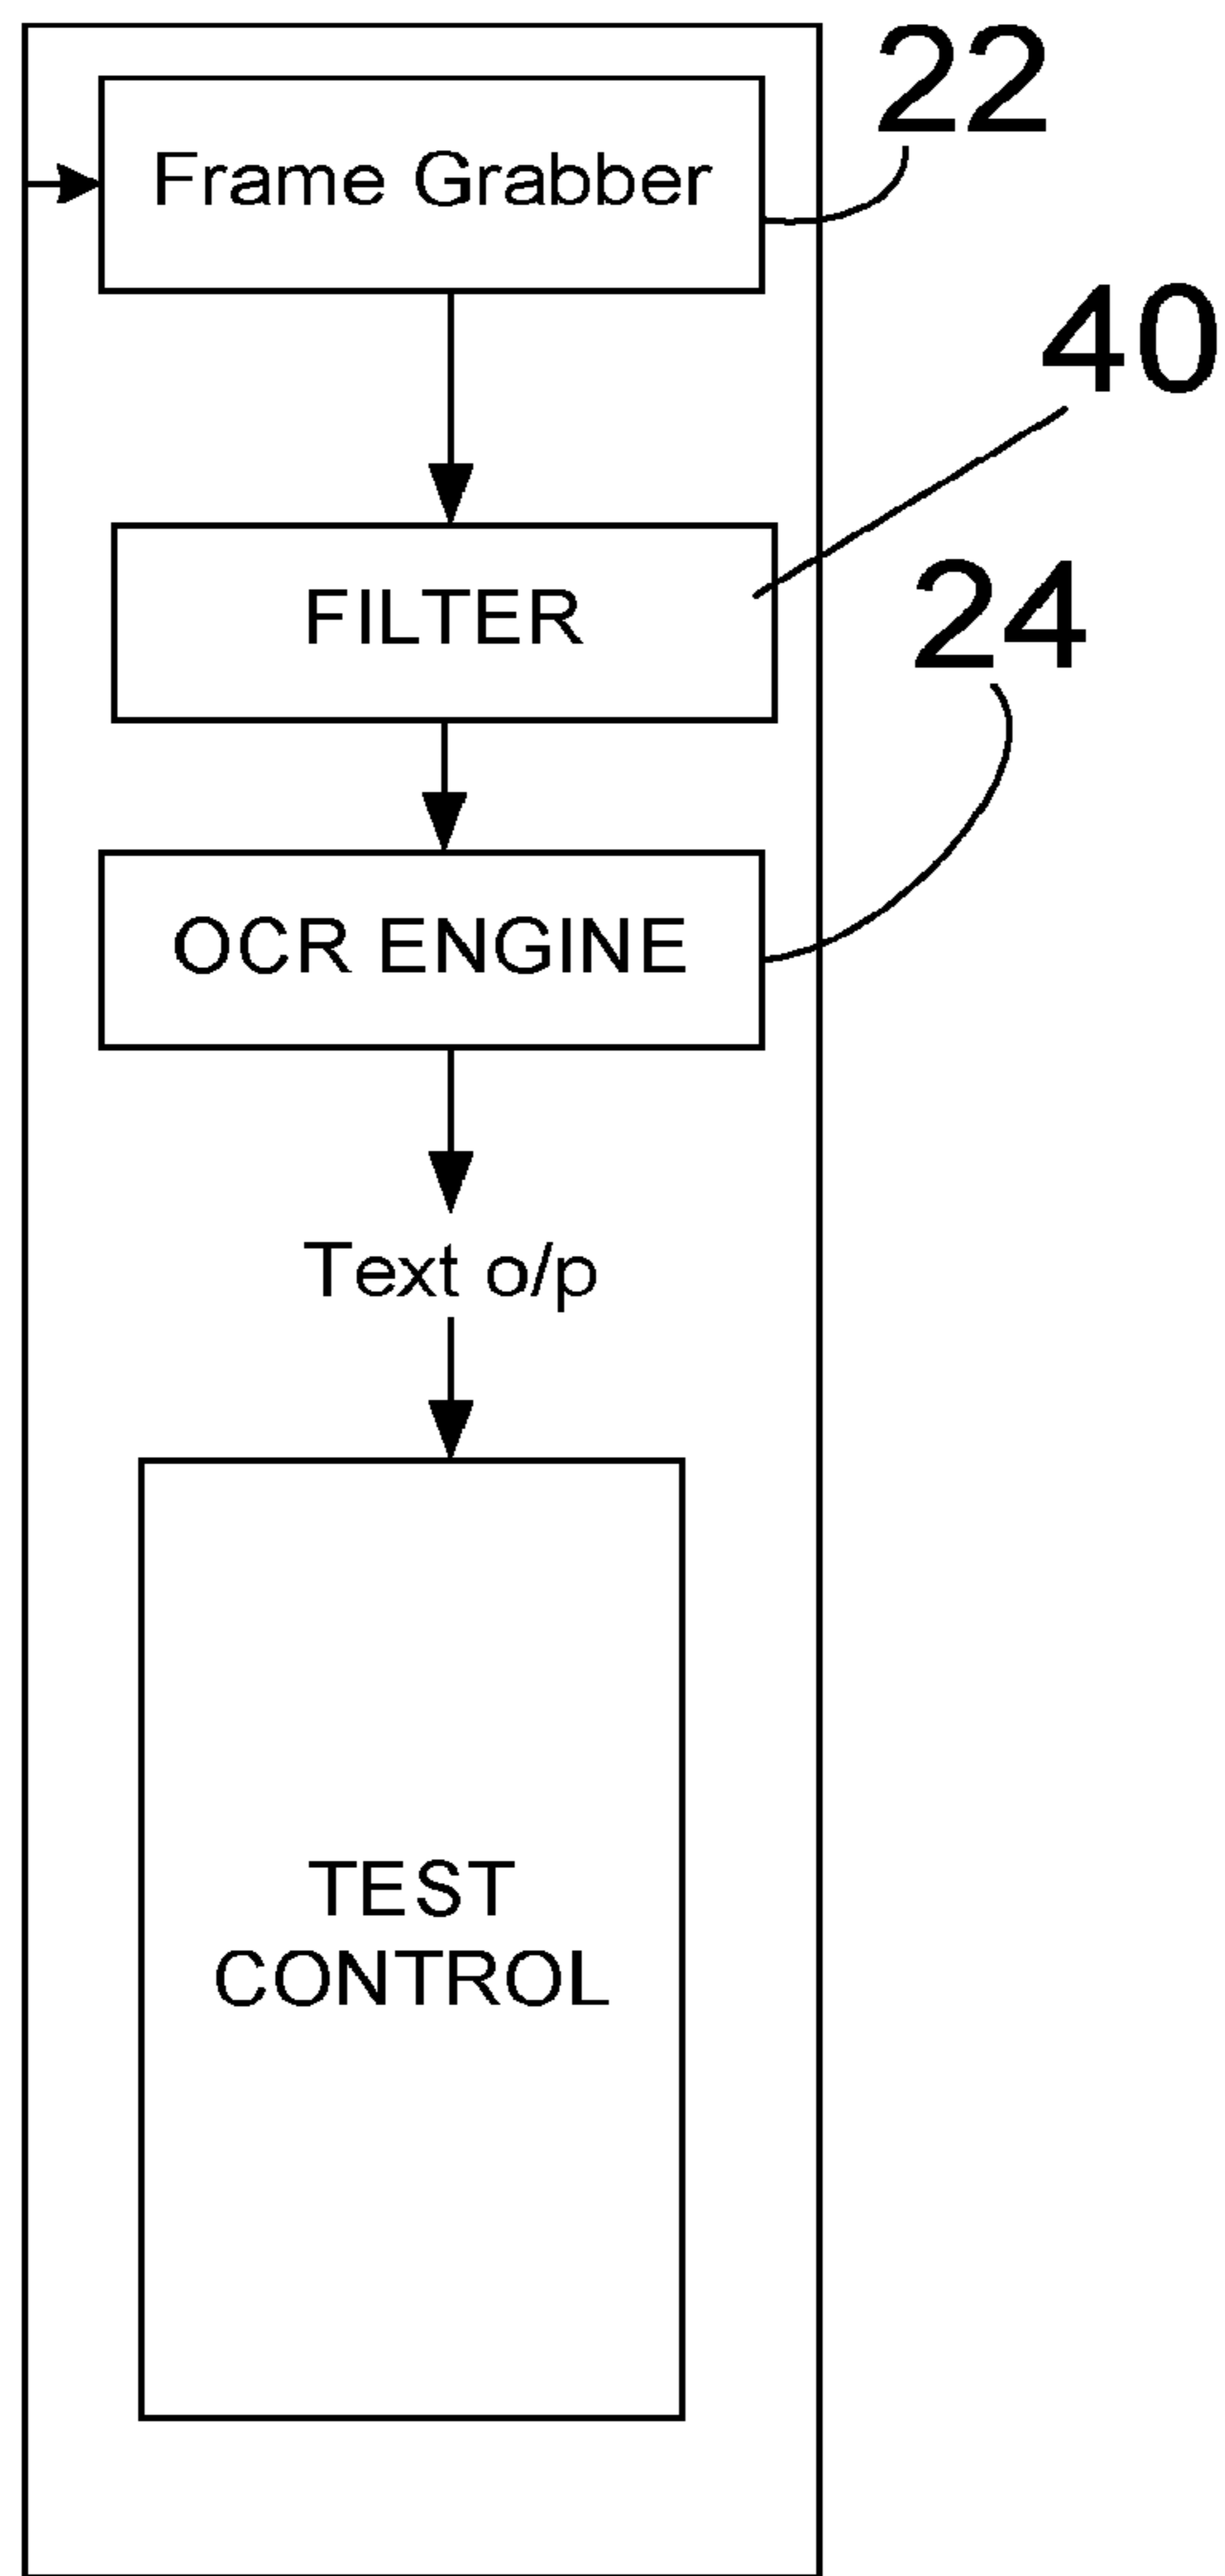 22
Frame Grabber
40
FILTER
24
OCR ENGINE
Text o/p
TEST
CONTROL